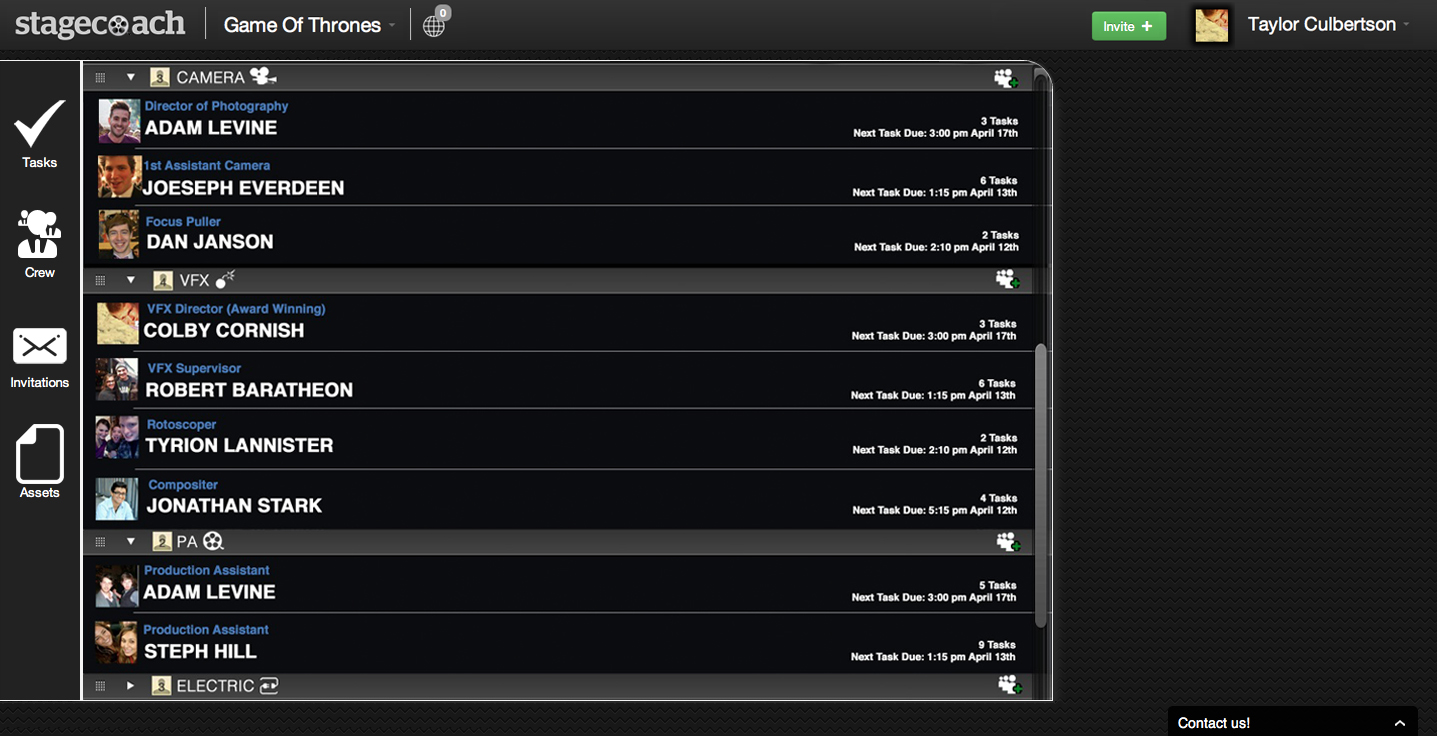 stagecoach
Game Of Thrones
0
Invite +
Taylor Culbertson
Tasks
Crew
Invitations
Assets
3 CAMERA
Director of Photography
ADAM LEVINE
3 Tasks
Next Task Due: 3:00 pm April 17th
1st Assistant Camera
JOESEPH EVERDEEN
6 Tasks
Next Task Due: 1:15 pm April 13th
Focus Puller
DAN JANSON
2 Tasks
Next Task Due: 2:10 pm April 12th
VFX
VFX Director (Award Winning)
COLBY CORNISH
3 Tasks
Next Task Due: 3:00 pm April 17th
VFX Supervisor
ROBERT BARATHEON
6 Tasks
Next Task Due: 1:15 pm April 13th
Rotoscoper
TYRION LANNISTER
2 Tasks
Next Task Due: 2:10 pm April 12th
Compositer
JONATHAN STARK
4 Tasks
Next Task Due: 5:15 pm April 12th
2 PA
Production Assistant
ADAM LEVINE
5 Tasks
Next Task Due: 3:00 pm April 17th
Production Assistant
STEPH HILL
9 Tasks
Next Task Due: 1:15 pm April 13th
3 ELECTRIC
Contact us!